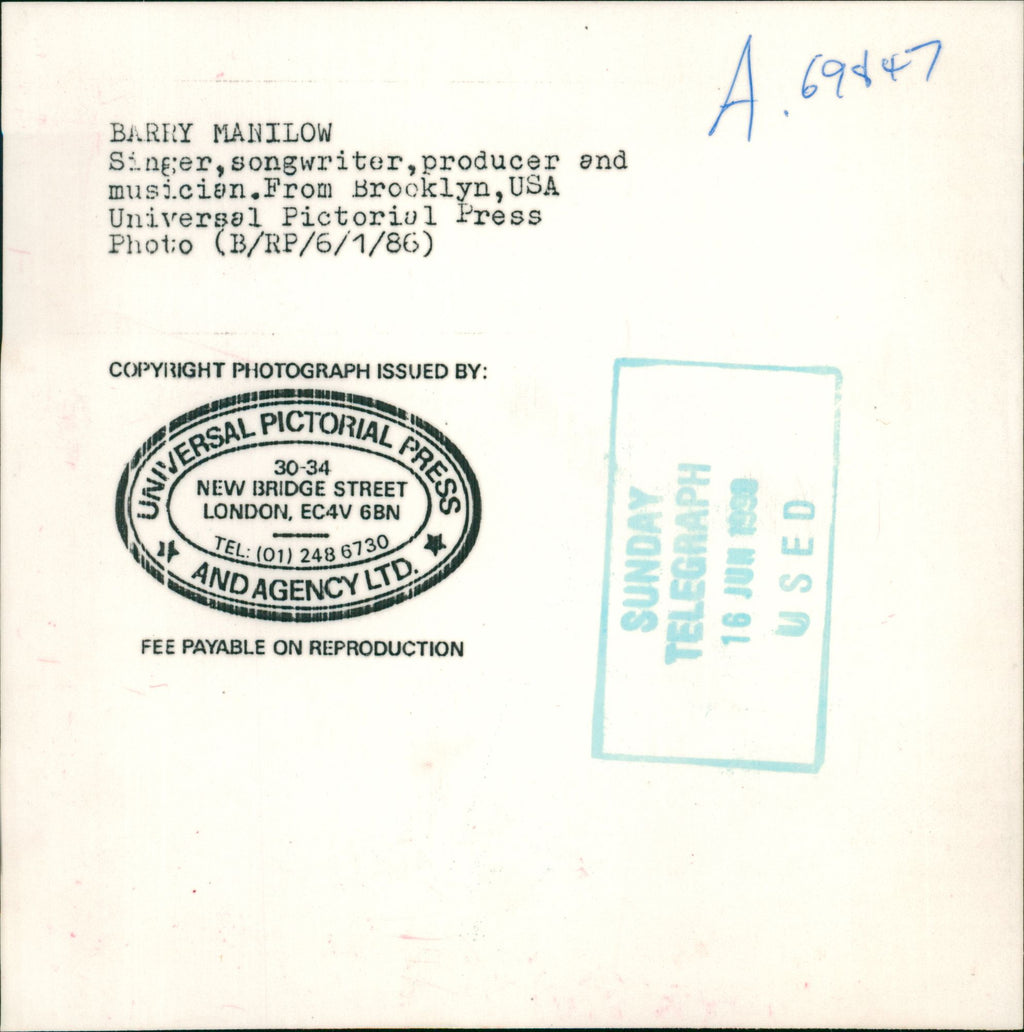 A. 69847
BARRY MANILOW
Singer,songwriter,producer and
musician.From Brooklyn,USA
Universal Pictorial Press
Photo (B/RP/6/1/86)
COPYRIGHT PHOTOGRAPH ISSUED BY:
UNIVERSAL PICTORIAL PRESS
30-34
NEW BRIDGE STREET
LONDON, EC4V 6BN
TEL: (01) 248 6730
AND AGENCY LTD.
FEE PAYABLE ON REPRODUCTION
SUNDAY
TELEGRAPH
16 JUN
USED